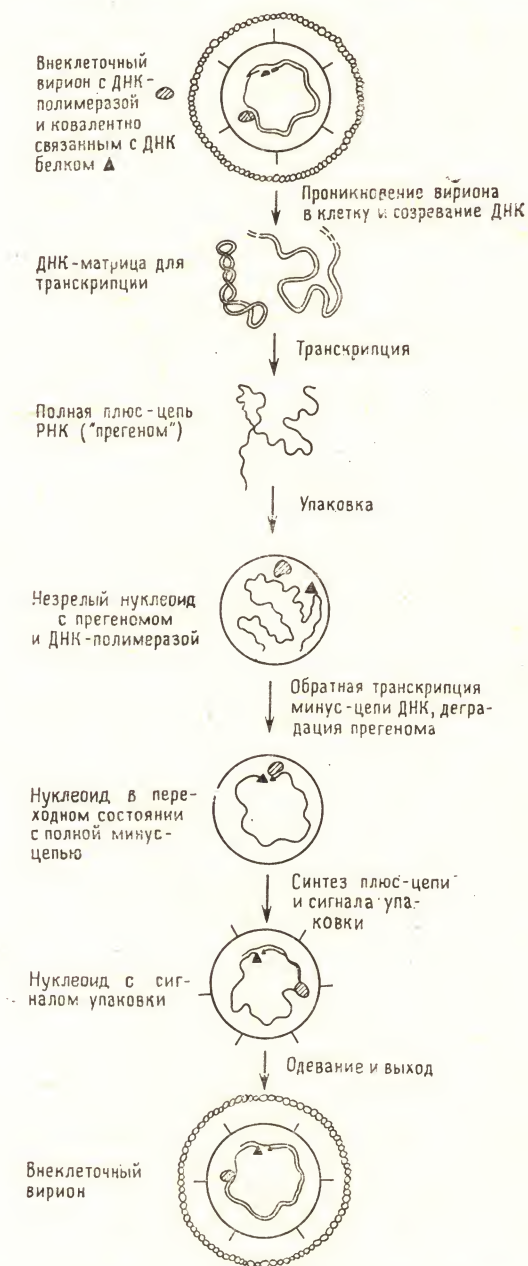 Внеклеточный
вирион с ДНК-
полимеразой
и ковалентно
связанным с ДНК
белком
Проникновение вириона
в клетку и созревание ДНК
ДНК-матрица для
транскрипции
Транскрипция
Полная плюс-цепь
РНК ("прегеном")
Упаковка
Незрелый нуклеоид
с прегеномом
и ДНК-полимеразой
Обратная транскрипция
минус-цепи ДНК, дегра-
дация прегенома
Нуклеоид в пере-
ходном состоянии
с полной минус-
цепью
Синтез плюс-цепи
и сигнала упа-
ковки
Нуклеоид с сиг-
налом упаковки
Одевание и выход
Внеклеточный
вирион